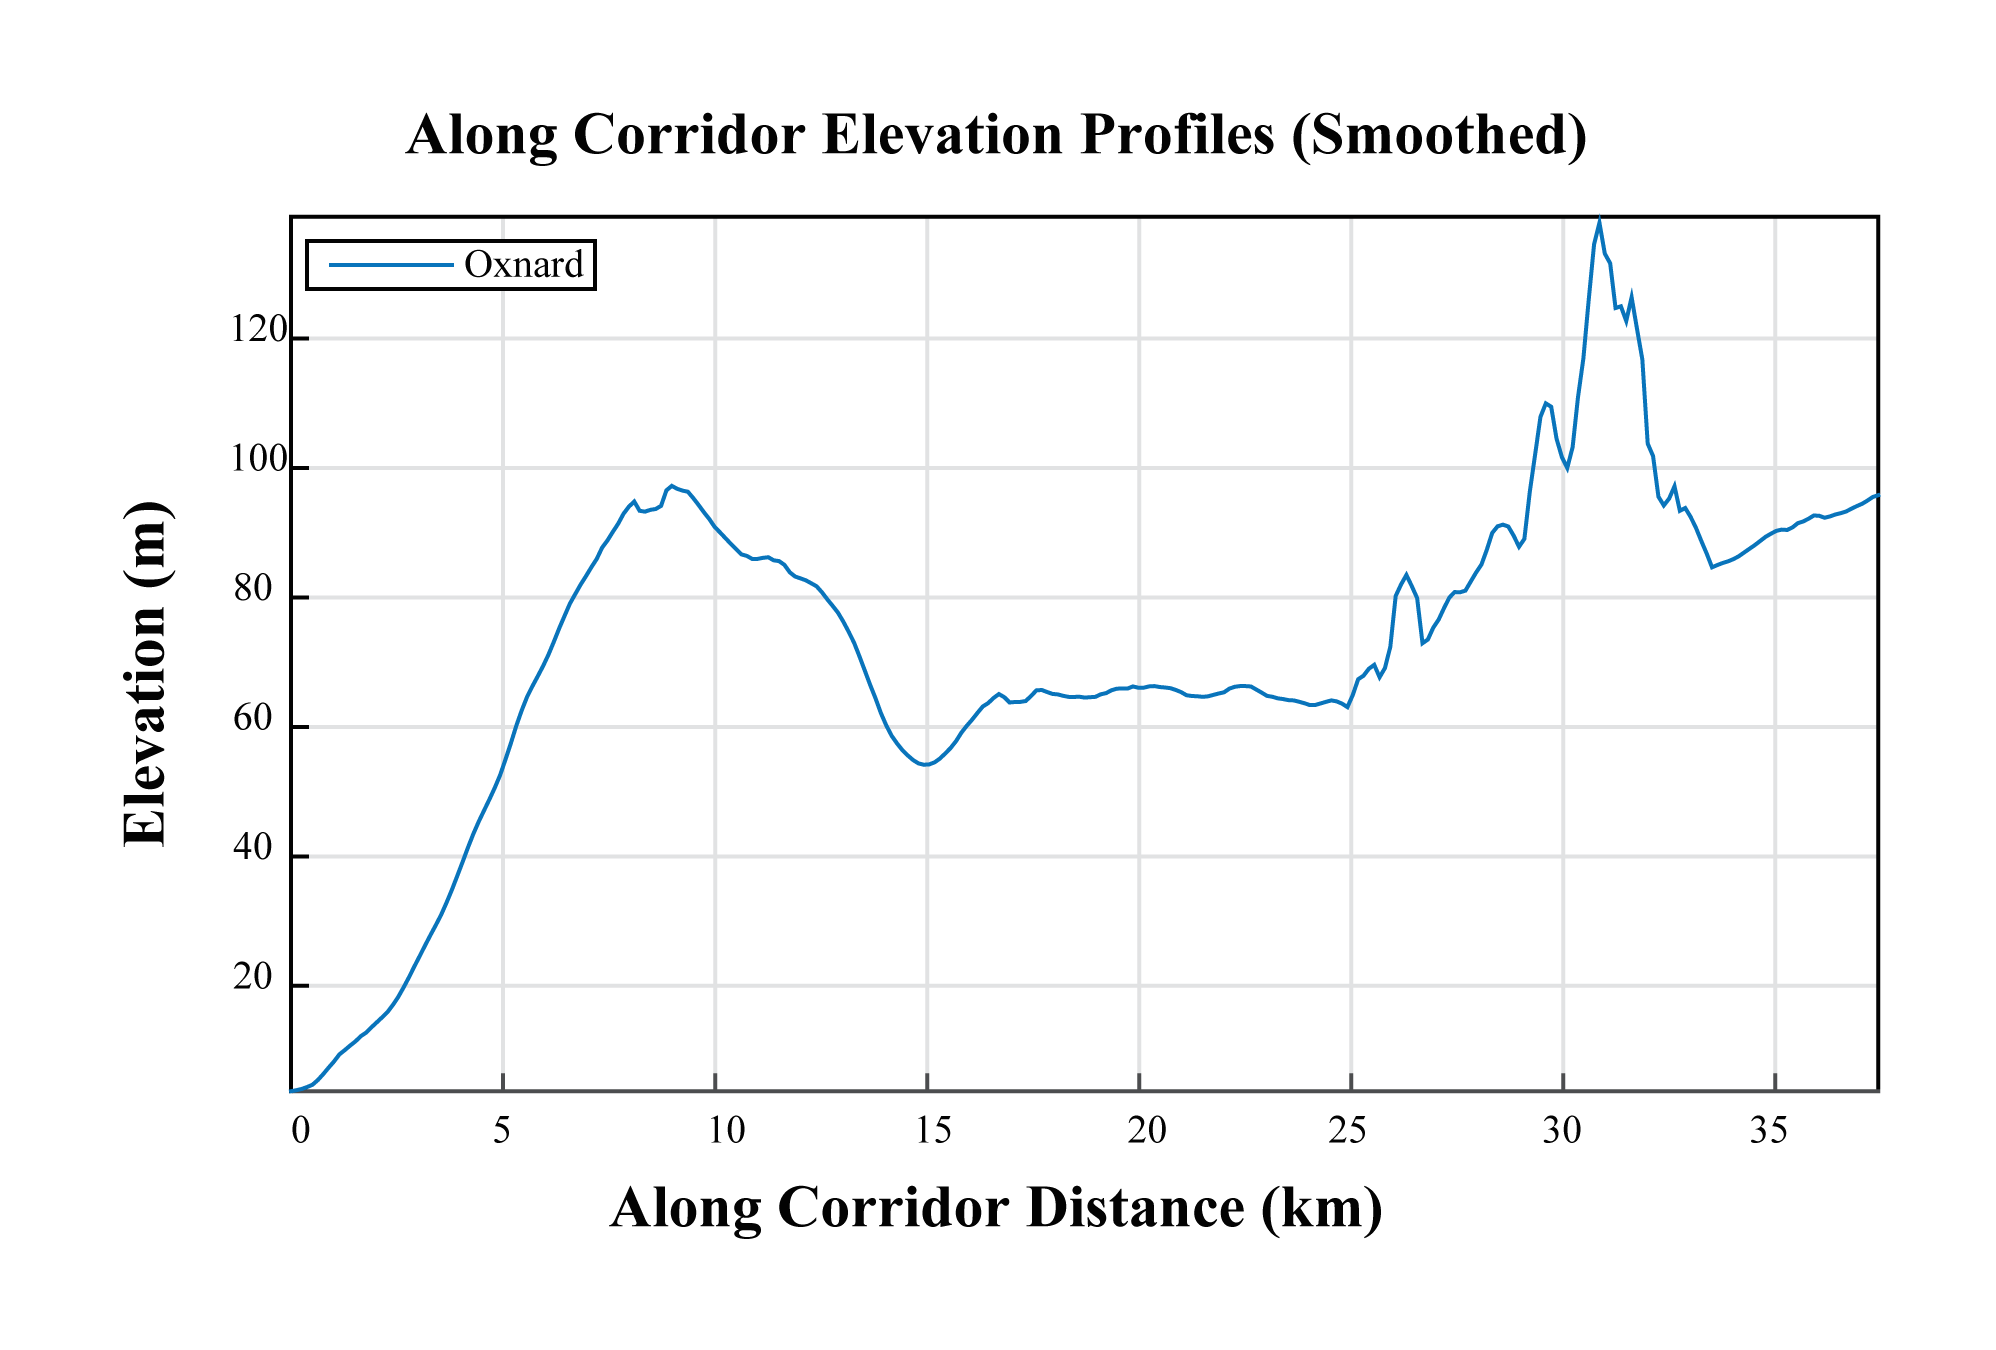 Along Corridor Elevation Profiles (Smoothed)
Oxnard
120
100
80
60
40
20
Elevation (m)
0 5 10 15 20 25 30 35
Along Corridor Distance (km)